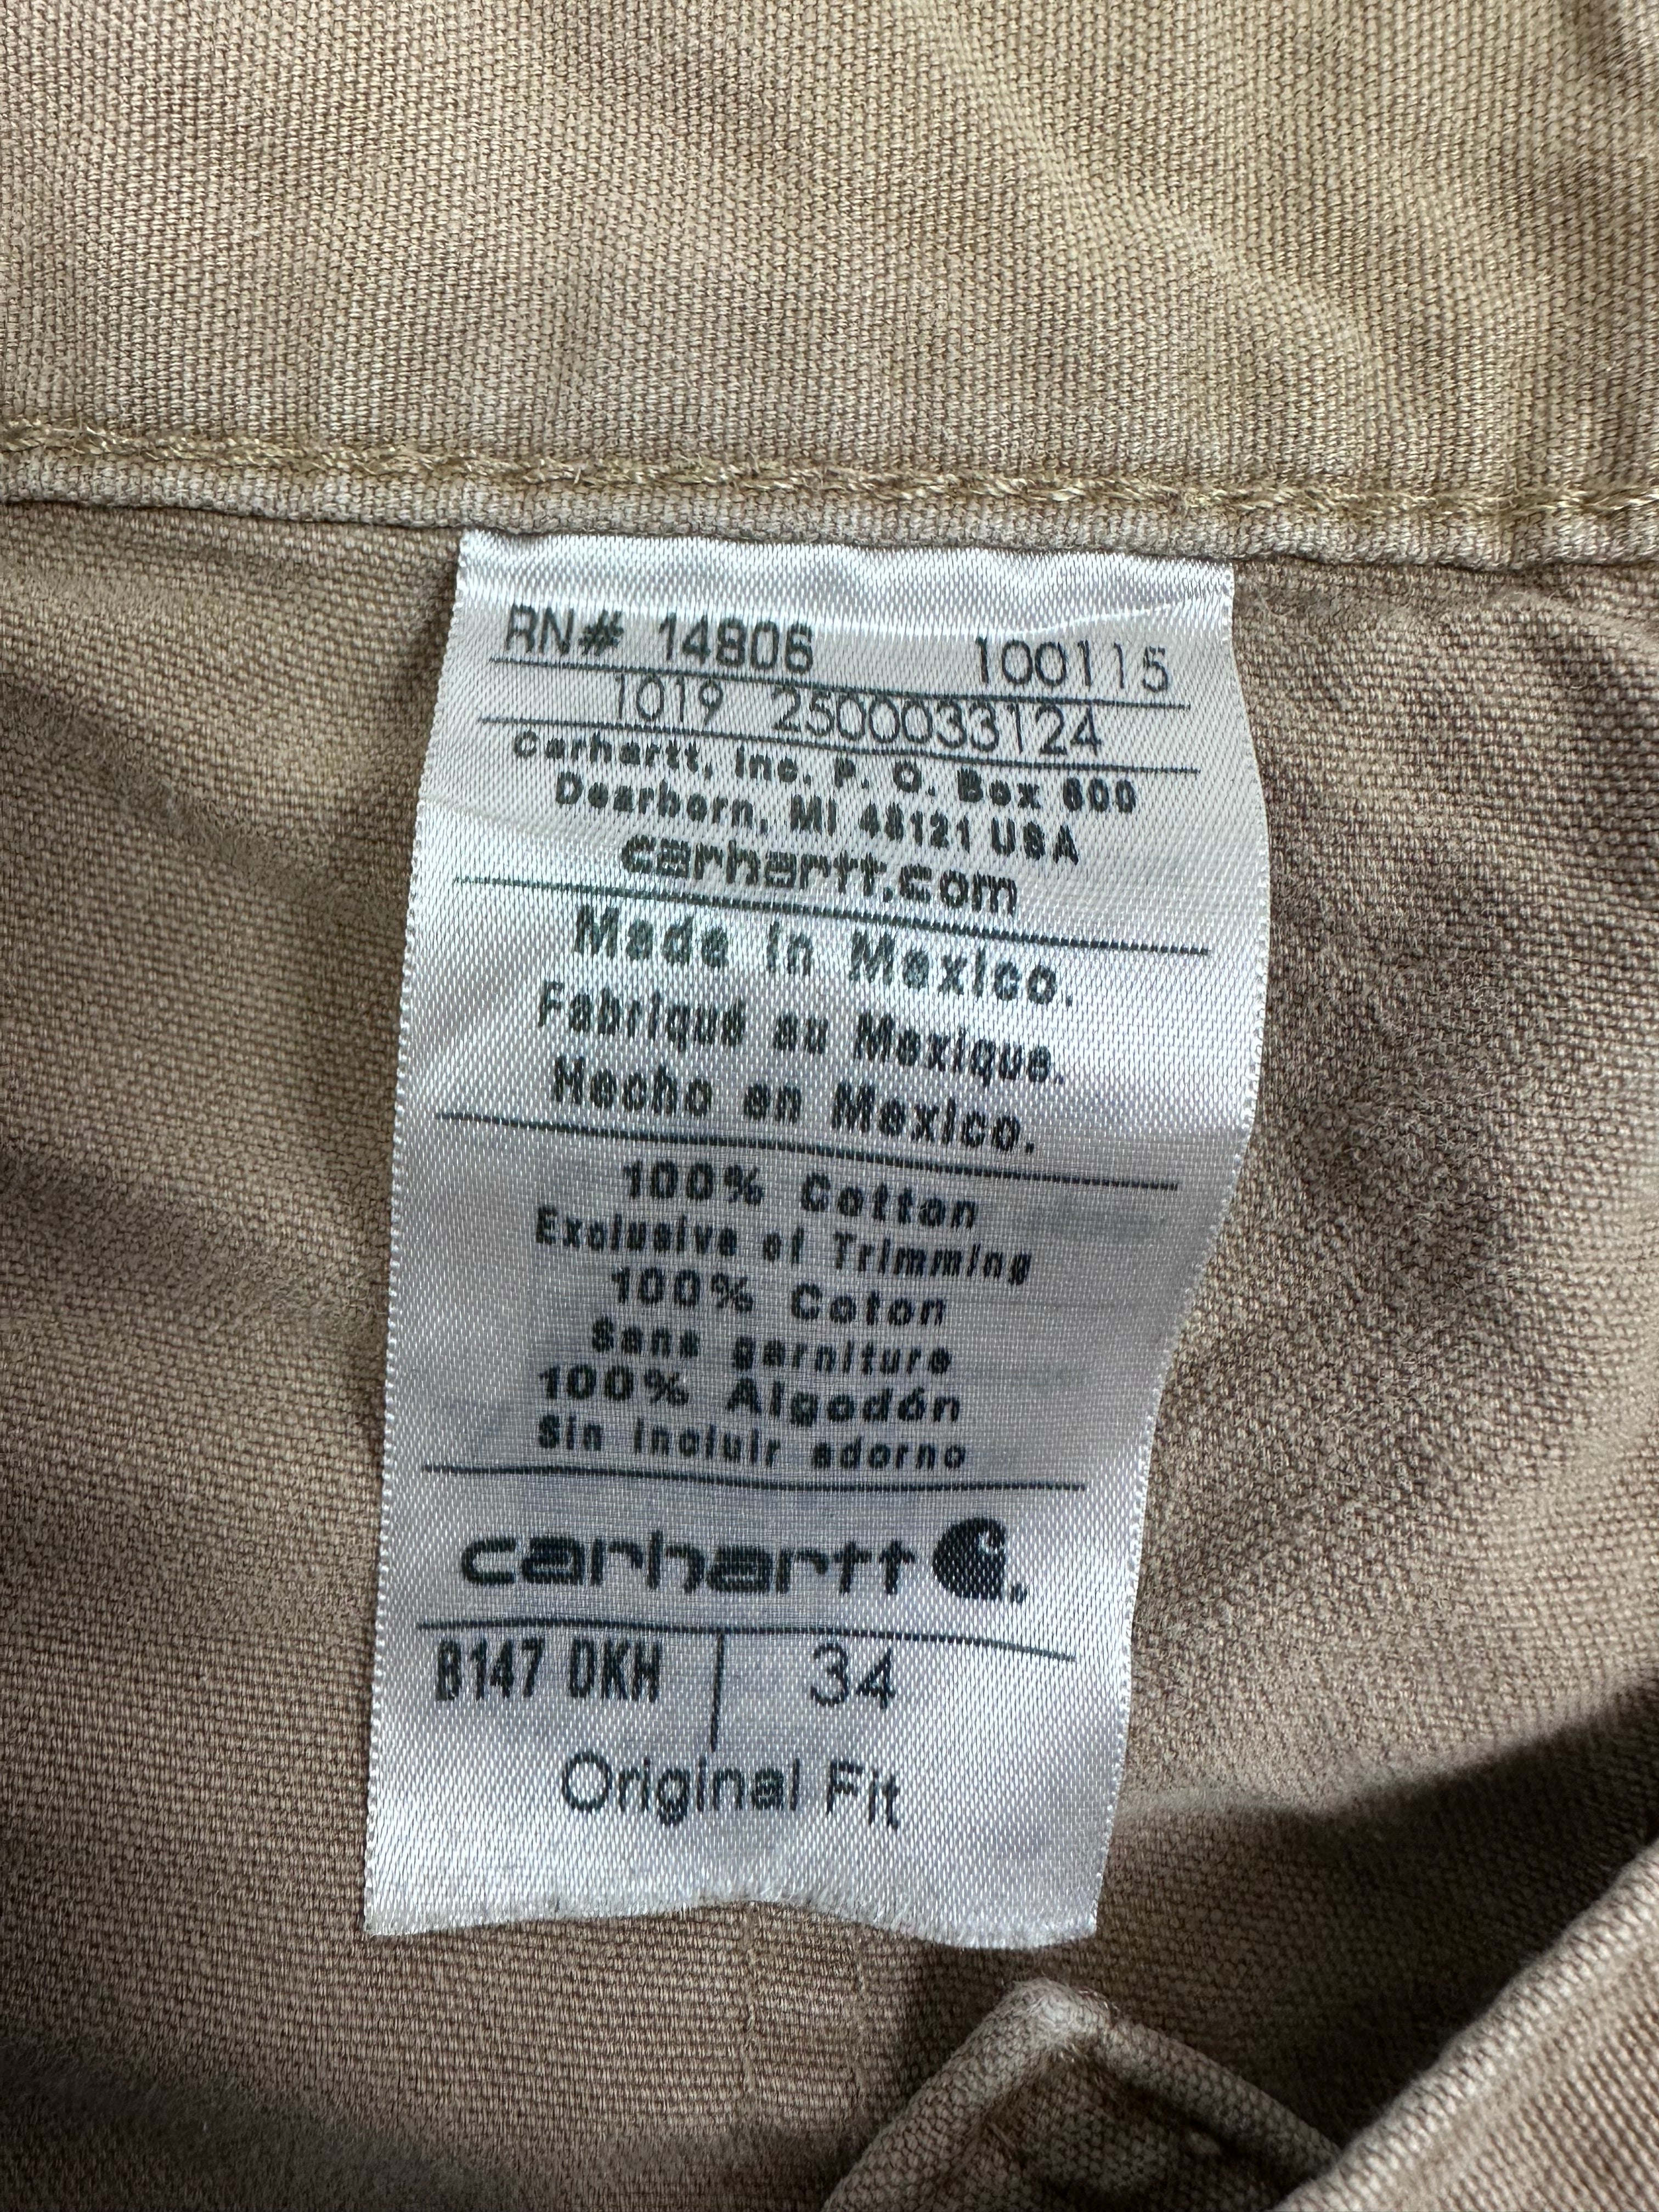 RN# 14806 100115
1019 2500033124
Carhartt, Inc. P. O. Box 600
Dearborn, MI 48121 USA
carhartt.com
Made in Mexico.
Fabriqué au Mexique.
Hecho en Mexico.
100% Cotton
Exclusive of Trimming
100% Coton
Sans garniture
100% Algodón
Sin incluir adorno
carhartt
B147 DKH 34
Original Fit